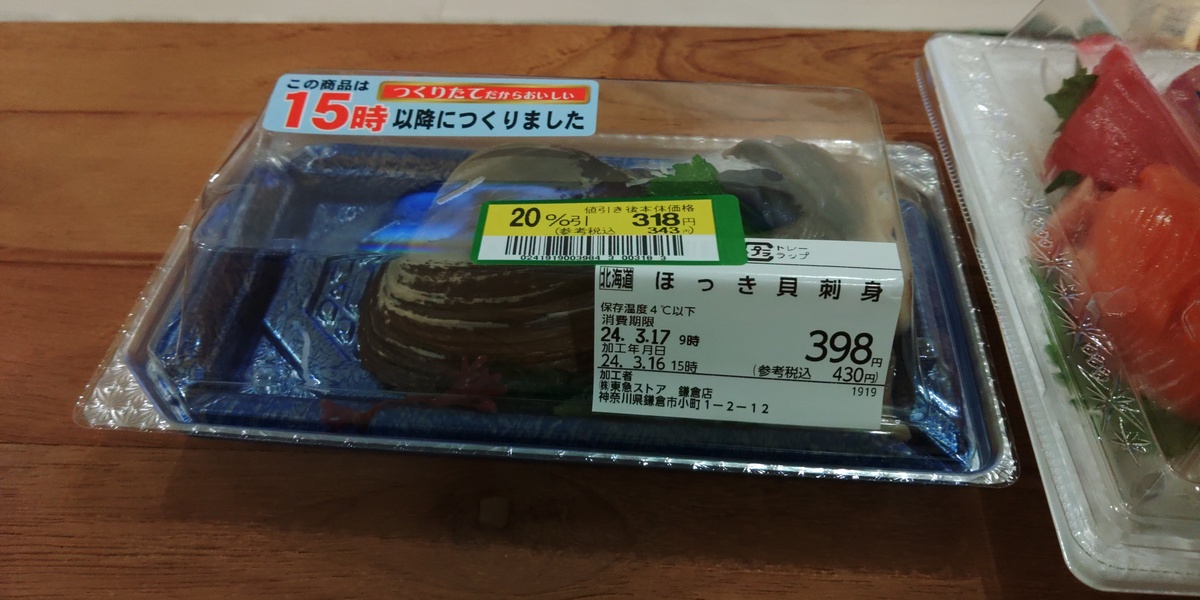 この商品は
つくりたてだからおいしい
15時以降につくりました
20%引
値引き後本体価格
318円
(参考税込 343円)
プラ
トレー
ラップ
北海道 ほっき貝刺身
保存温度4℃以下
消費期限
24. 3.17 9時
加工年月日
24. 3.16 15時
398円
(参考税込 430円)
加工者
1919
㈱東急ストア 鎌倉店
神奈川県鎌倉市小町1-2-12